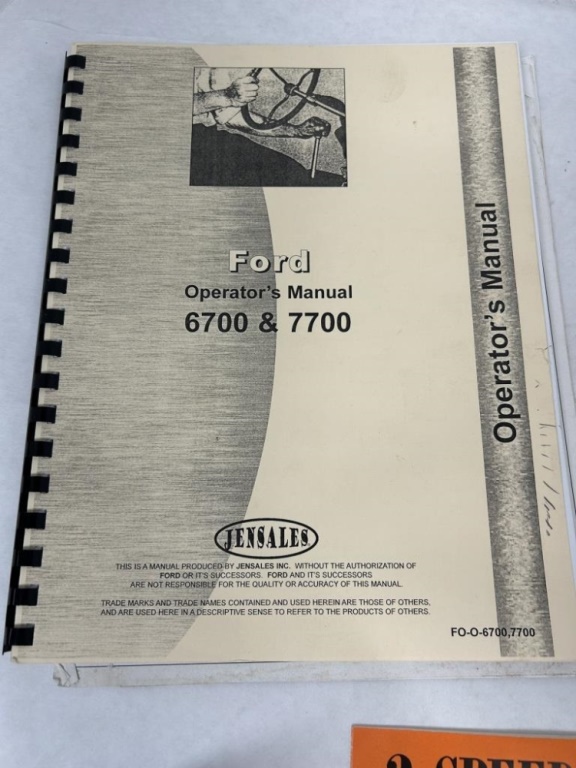 Ford
Operator's Manual
6700 & 7700
Operator's Manual
JENSALES
THIS IS A MANUAL PRODUCED BY JENSALES INC. WITHOUT THE AUTHORIZATION OF
FORD OR IT'S SUCCESSORS. FORD AND IT'S SUCCESSORS
ARE NOT RESPONSIBLE FOR THE QUALITY OR ACCURACY OF THIS MANUAL.
TRADE MARKS AND TRADE NAMES CONTAINED AND USED HEREIN ARE THOSE OF OTHERS,
AND ARE USED HERE IN A DESCRIPTIVE SENSE TO REFER TO THE PRODUCTS OF OTHERS.
FO-O-6700,7700
2 SPEED